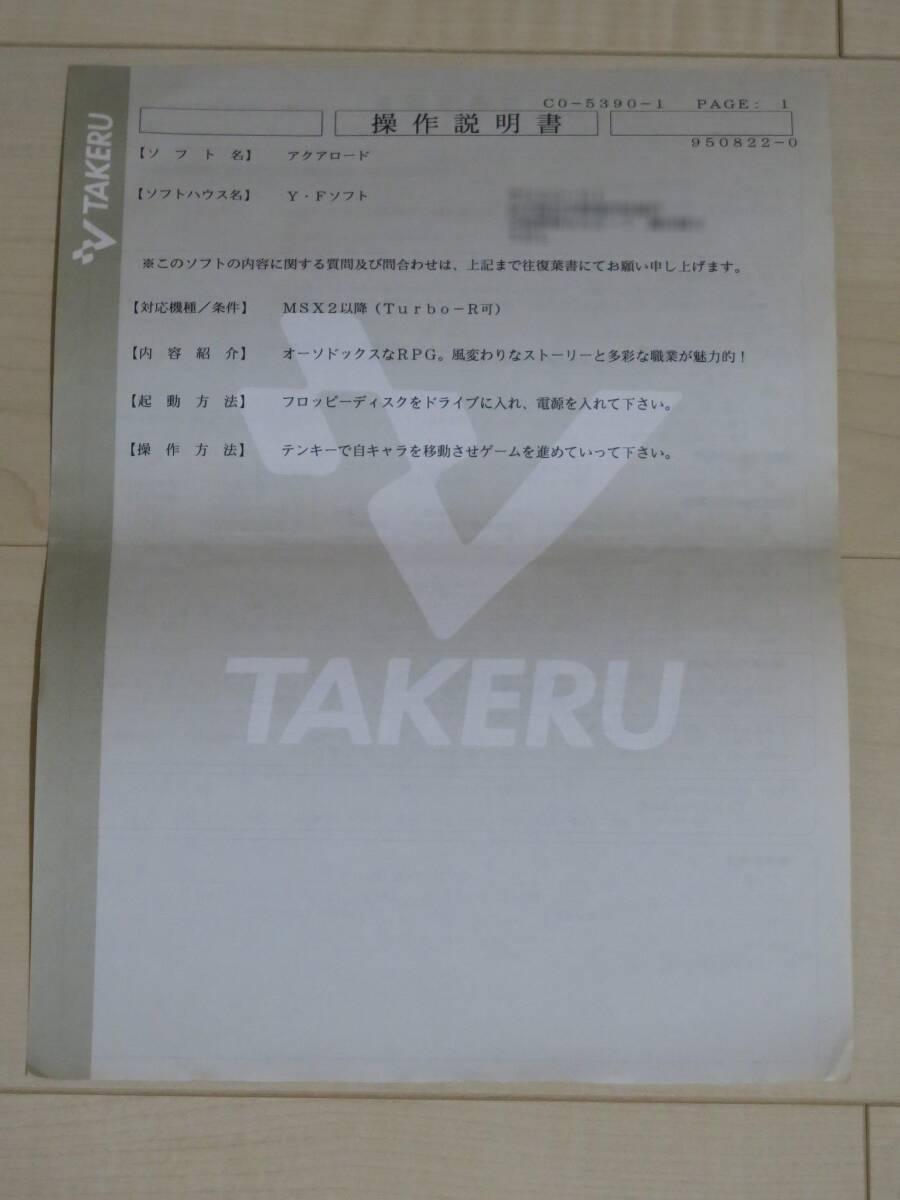 CO-5390-1 PAGE: 1
操作説明書
950822-0
TAKERU
【ソフト名】 アクアロード
【ソフトハウス名】 Y・Fソフト
※このソフトの内容に関する質問及び問合わせは、上記まで往復葉書にてお願い申し上げます。
【対応機種／条件】 MSX2以降（Turbo-R可）
【内容紹介】 オーソドックスなRPG。風変わりなストーリーと多彩な職業が魅力的！
【起動方法】 フロッピーディスクをドライブに入れ、電源を入れて下さい。
【操作方法】 テンキーで自キャラを移動させゲームを進めていって下さい。
TAKERU